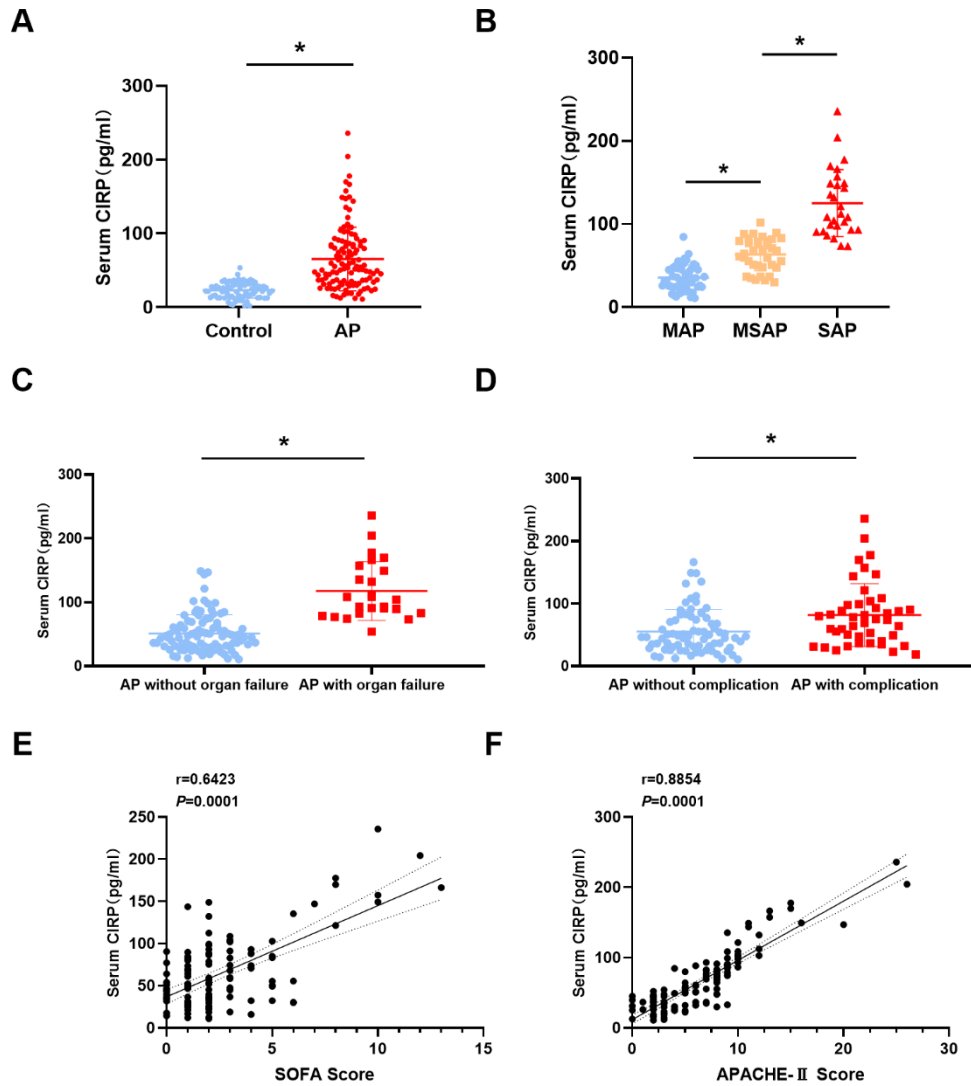 A
*
Serum CIRP(pg/ml)
300
200
100
0
Control
AP
B
*
*
Serum CIRP(pg/ml)
300
200
100
0
MAP
MSAP
SAP
C
*
Serum CIRP(pg/ml)
300
200
100
0
AP without organ failure
AP with organ failure
D
*
Serum CIRP(pg/ml)
300
200
100
0
AP without complication
AP with complication
E
r=0.6423
P=0.0001
Serum CIRP (pg/ml)
250
200
150
100
50
0
0
5
10
15
SOFA Score
F
r=0.8854
P=0.0001
Serum CIRP (pg/ml)
300
200
100
0
0
10
20
30
APACHE-Ⅱ Score